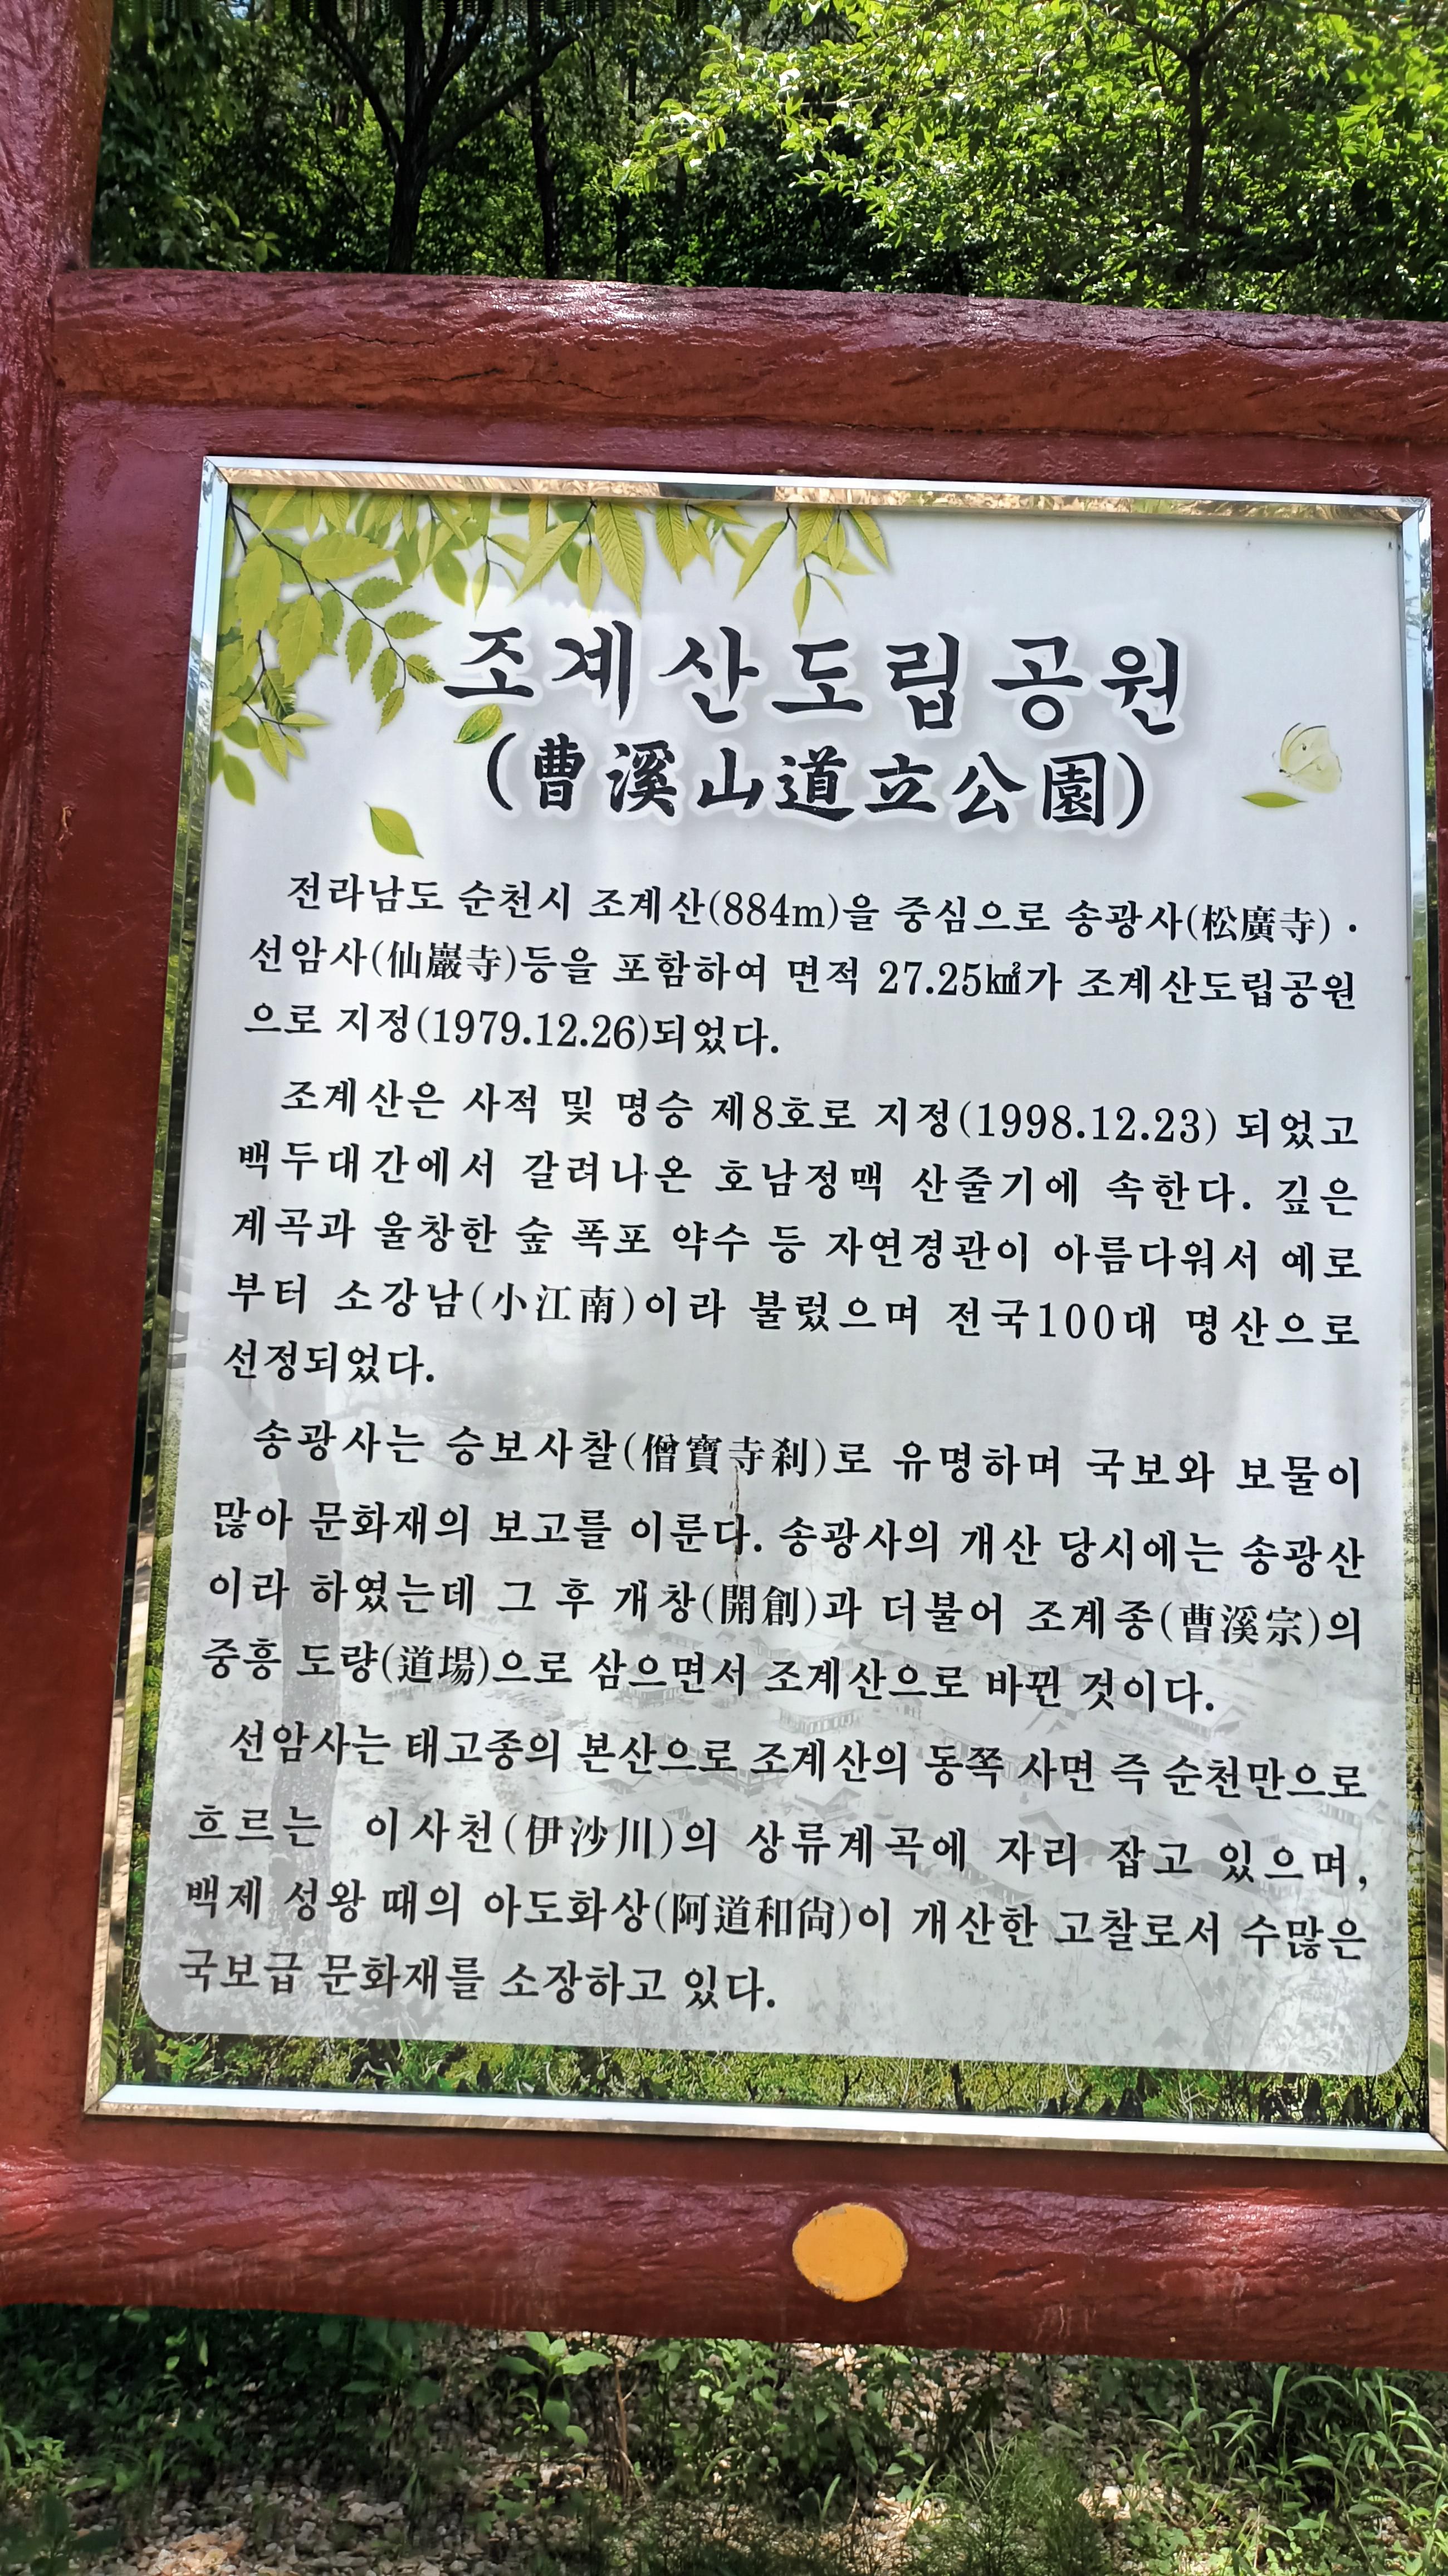 조계산도립공원
(曹溪山道立公園)
전라남도 순천시 조계산(884m)을 중심으로 송광사(松廣寺)·
선암사(仙巖寺)등을 포함하여 면적 27.25㎢가 조계산도립공원
으로 지정(1979.12.26)되었다.
조계산은 사적 및 명승 제8호로 지정(1998.12.23) 되었고
백두대간에서 갈려나온 호남정맥 산줄기에 속한다. 깊은
계곡과 울창한 숲 폭포 약수 등 자연경관이 아름다워서 예로
부터 소강남(小江南)이라 불렀으며 전국100대 명산으로
선정되었다.
송광사는 승보사찰(僧寶寺刹)로 유명하며 국보와 보물이
많아 문화재의 보고를 이룬다. 송광사의 개산 당시에는 송광산
이라 하였는데 그 후 개창(開創)과 더불어 조계종(曹溪宗)의
중흥 도량(道場)으로 삼으면서 조계산으로 바뀐 것이다.
선암사는 태고종의 본산으로 조계산의 동쪽 사면 즉 순천만으로
흐르는 이사천(伊沙川)의 상류계곡에 자리 잡고 있으며,
백제 성왕 때의 아도화상(阿道和尙)이 개산한 고찰로서 수많은
국보급 문화재를 소장하고 있다.